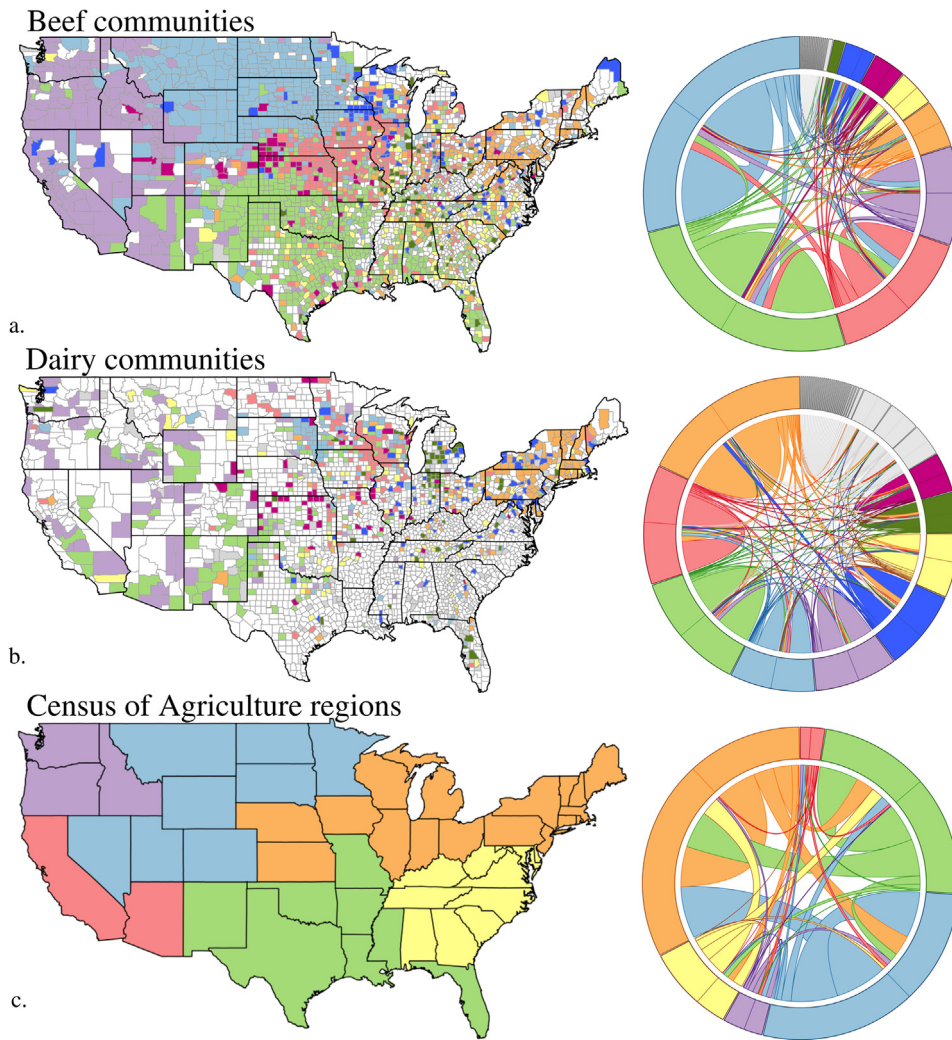 Beef communities
a.
Dairy communities
b.
Census of Agriculture regions
c.